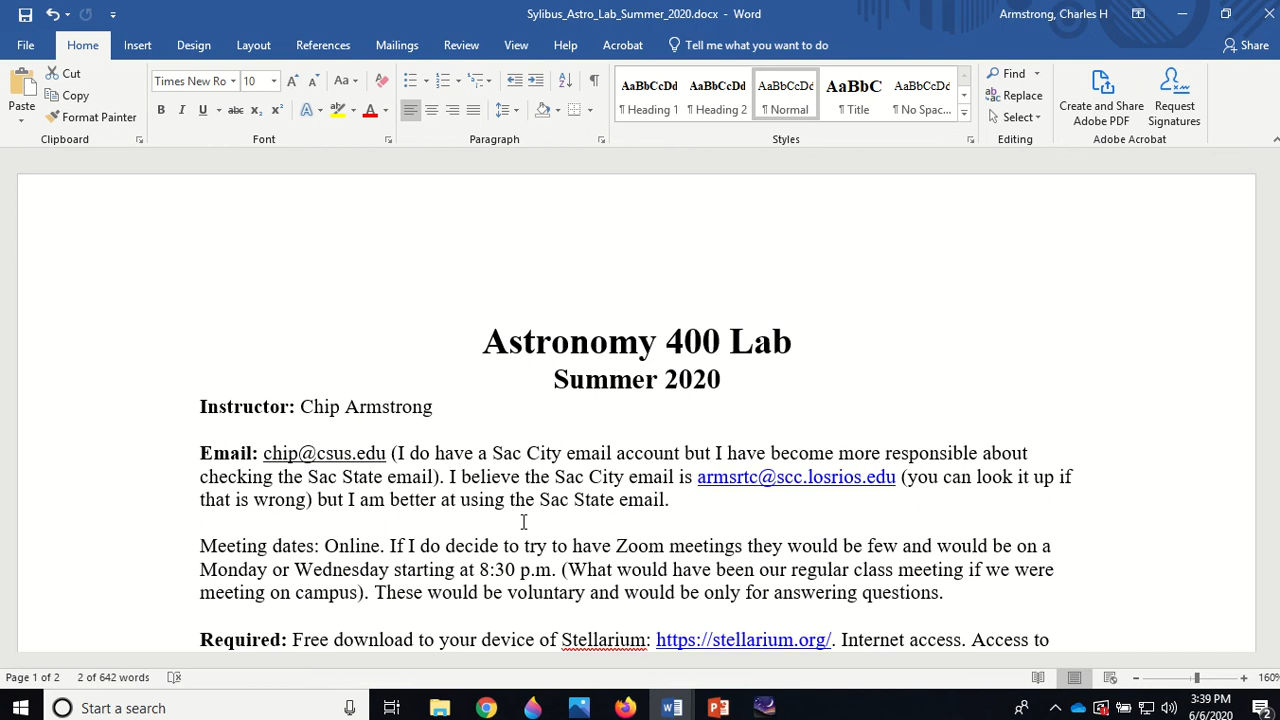 Sylibus_Astro_Lab_Summer_2020.docx - Word
Armstrong, Charles H
File Home Insert Design Layout References Mailings Review View Help Acrobat Tell me what you want to do Share
Paste
Cut
Copy
Format Painter
Clipboard
Times New Ro 10
Font
Paragraph
AaBbCcDd AaBbCcDd AaBbCcDd AaBbC AaBbCcDd
¶ Heading 1 ¶ Heading 2 ¶ Normal ¶ Title ¶ No Spac...
Styles
Find
Replace
Select
Editing
Create and Share
Adobe PDF
Request
Signatures
Adobe Acrobat
Astronomy 400 Lab
Summer 2020
Instructor: Chip Armstrong
Email: chip@csus.edu (I do have a Sac City email account but I have become more responsible about
checking the Sac State email). I believe the Sac City email is armsrtc@scc.losrios.edu (you can look it up if
that is wrong) but I am better at using the Sac State email.
Meeting dates: Online. If I do decide to try to have Zoom meetings they would be few and would be on a
Monday or Wednesday starting at 8:30 p.m. (What would have been our regular class meeting if we were
meeting on campus). These would be voluntary and would be only for answering questions.
Required: Free download to your device of Stellarium: https://stellarium.org/. Internet access. Access to
Page 1 of 2 2 of 642 words
160%
Start a search
3:39 PM
6/6/2020